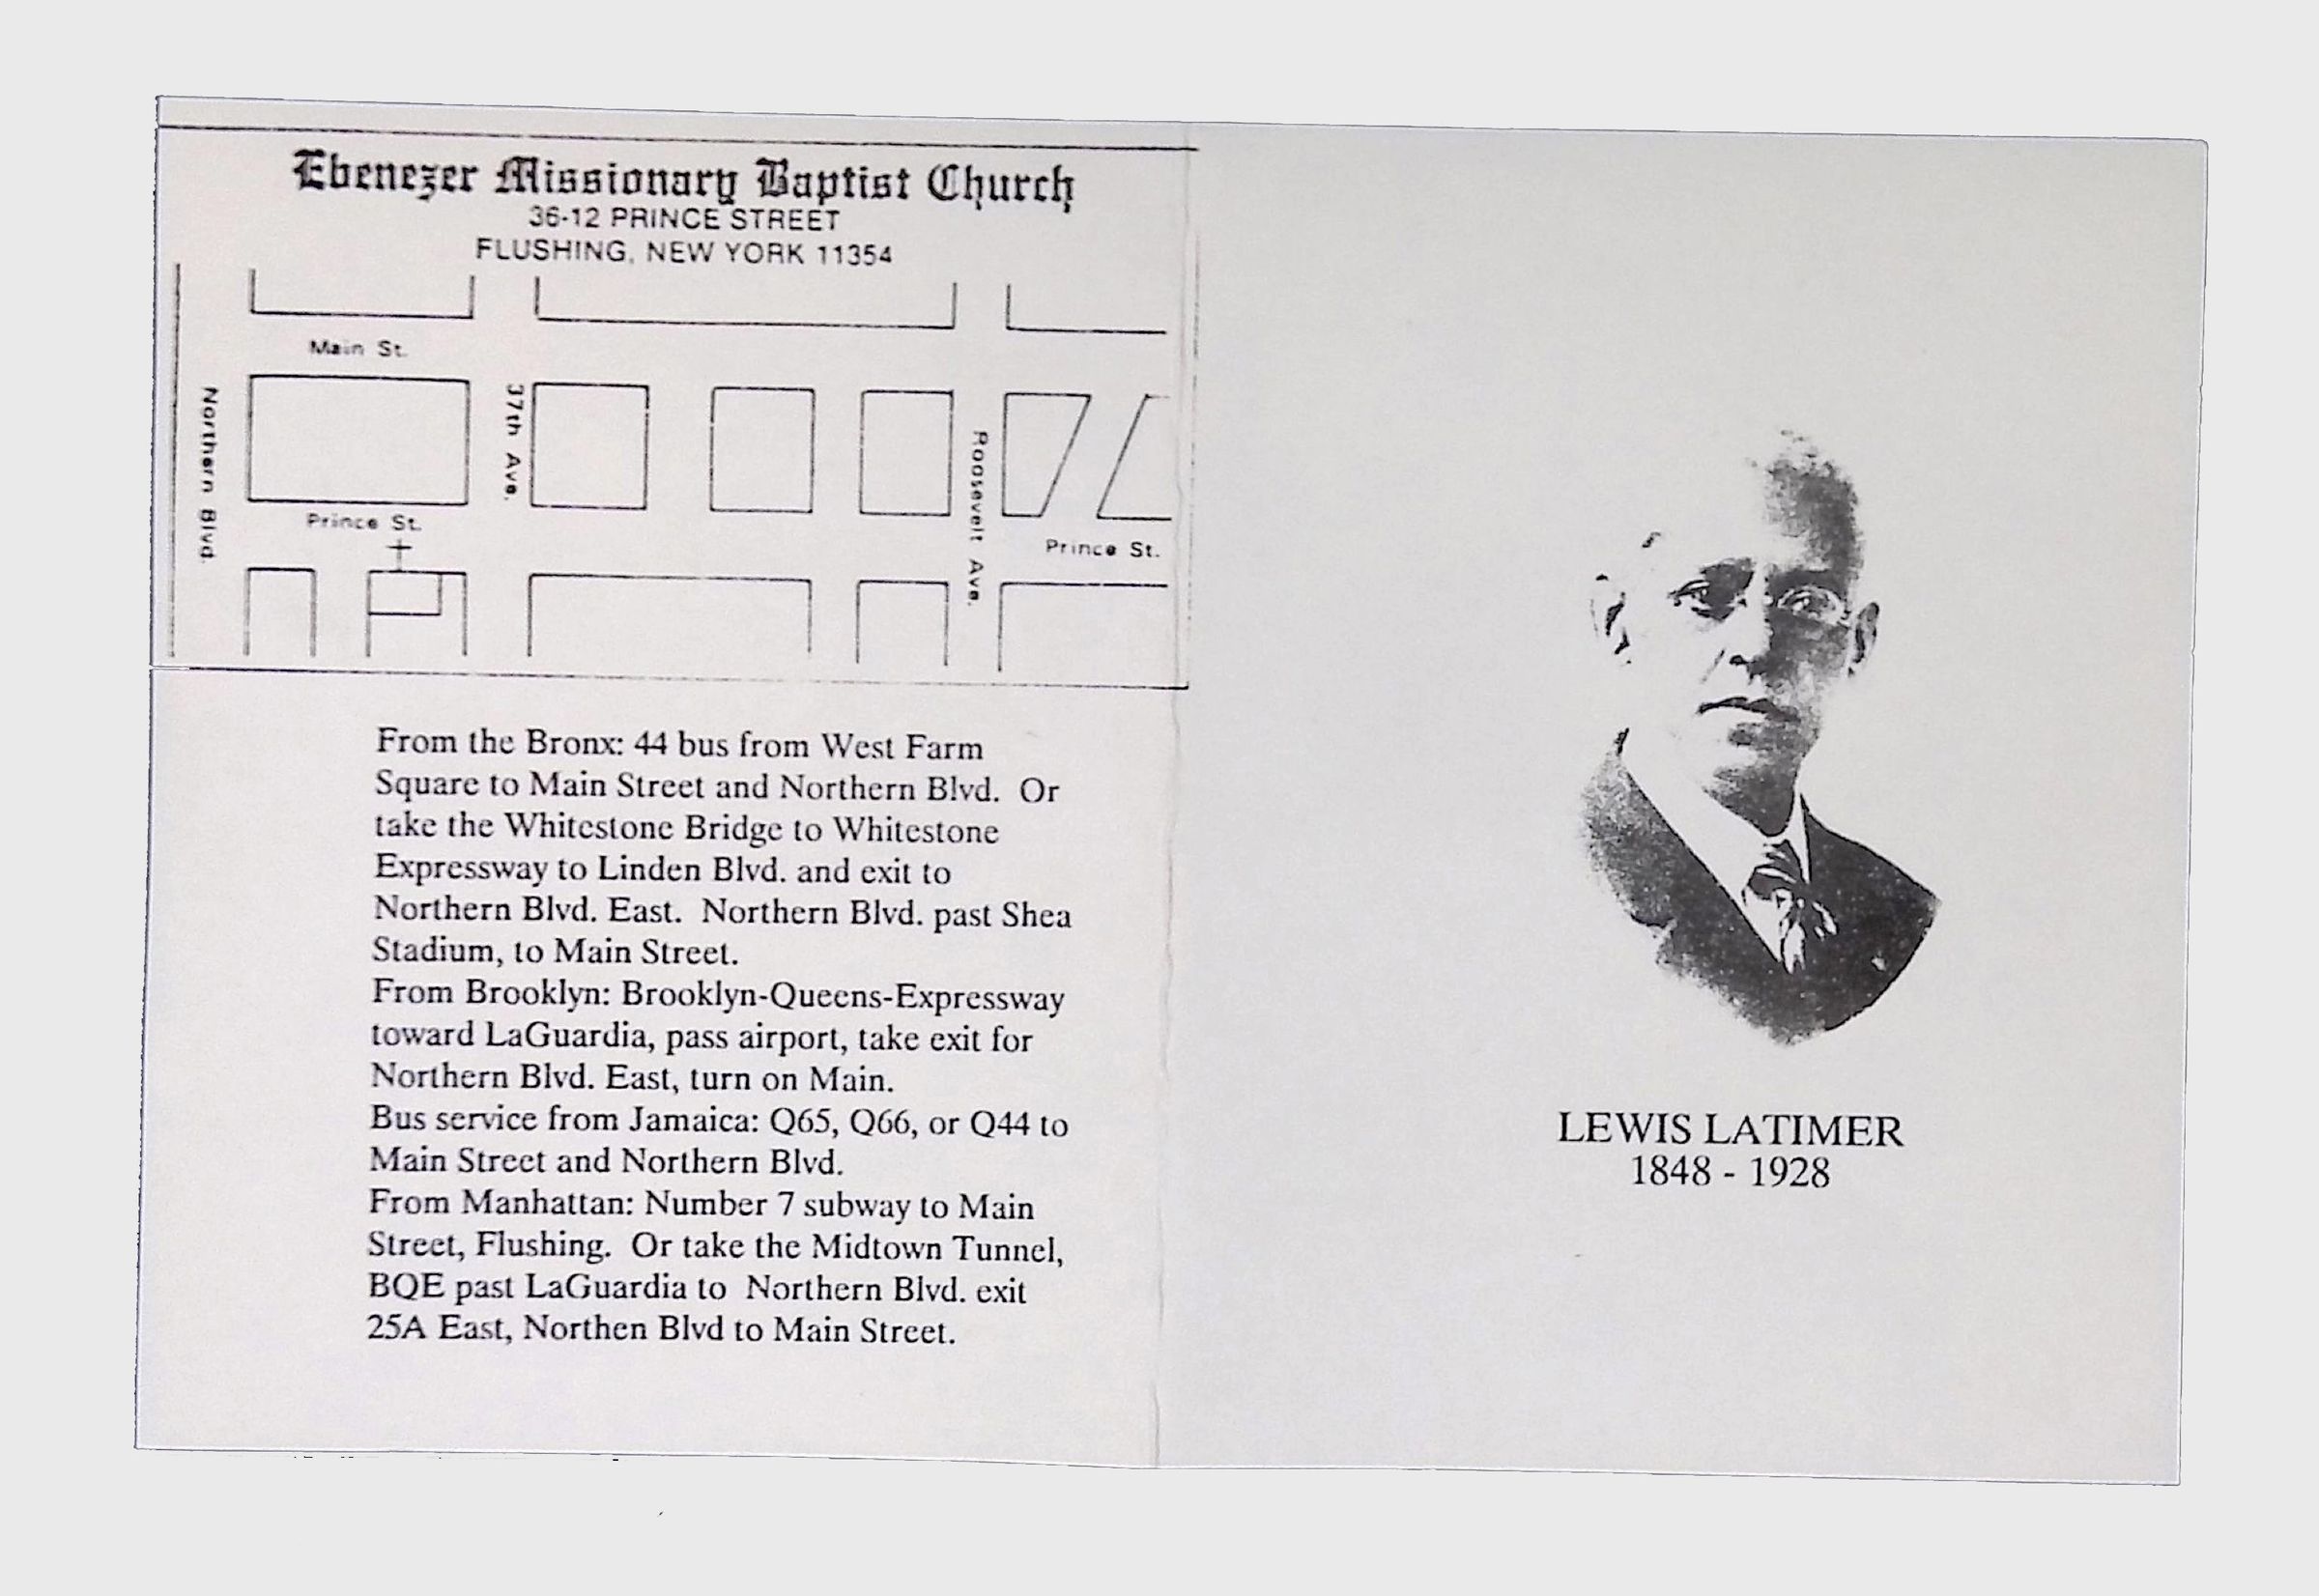 Ebenezer Missionary Baptist Church
36-12 PRINCE STREET
FLUSHING, NEW YORK 11354
Main St.
Northern Blvd.
37th Ave.
Roosevelt Ave.
Prince St.
Prince St.
From the Bronx: 44 bus from West Farm
Square to Main Street and Northern Blvd. Or
take the Whitestone Bridge to Whitestone
Expressway to Linden Blvd. and exit to
Northern Blvd. East. Northern Blvd. past Shea
Stadium, to Main Street.
From Brooklyn: Brooklyn-Queens-Expressway
toward LaGuardia, pass airport, take exit for
Northern Blvd. East, turn on Main.
Bus service from Jamaica: Q65, Q66, or Q44 to
Main Street and Northern Blvd.
From Manhattan: Number 7 subway to Main
Street, Flushing. Or take the Midtown Tunnel,
BQE past LaGuardia to Northern Blvd. exit
25A East, Northen Blvd to Main Street.
LEWIS LATIMER
1848 - 1928